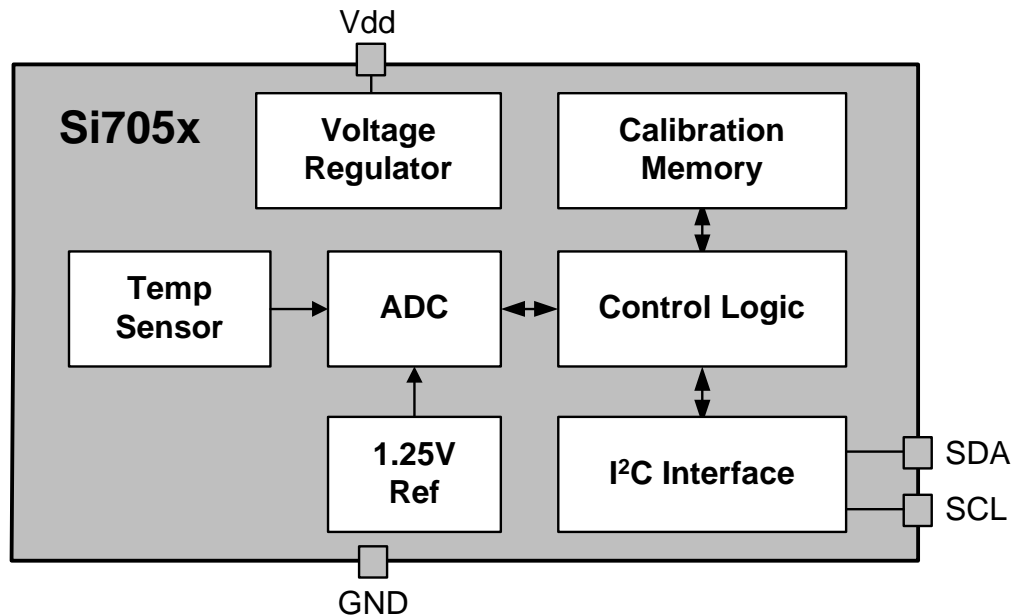 Vdd
Si705x
Voltage
Regulator
Calibration
Memory
Temp
Sensor
ADC
Control Logic
1.25V
Ref
I²C Interface
SDA
SCL
GND